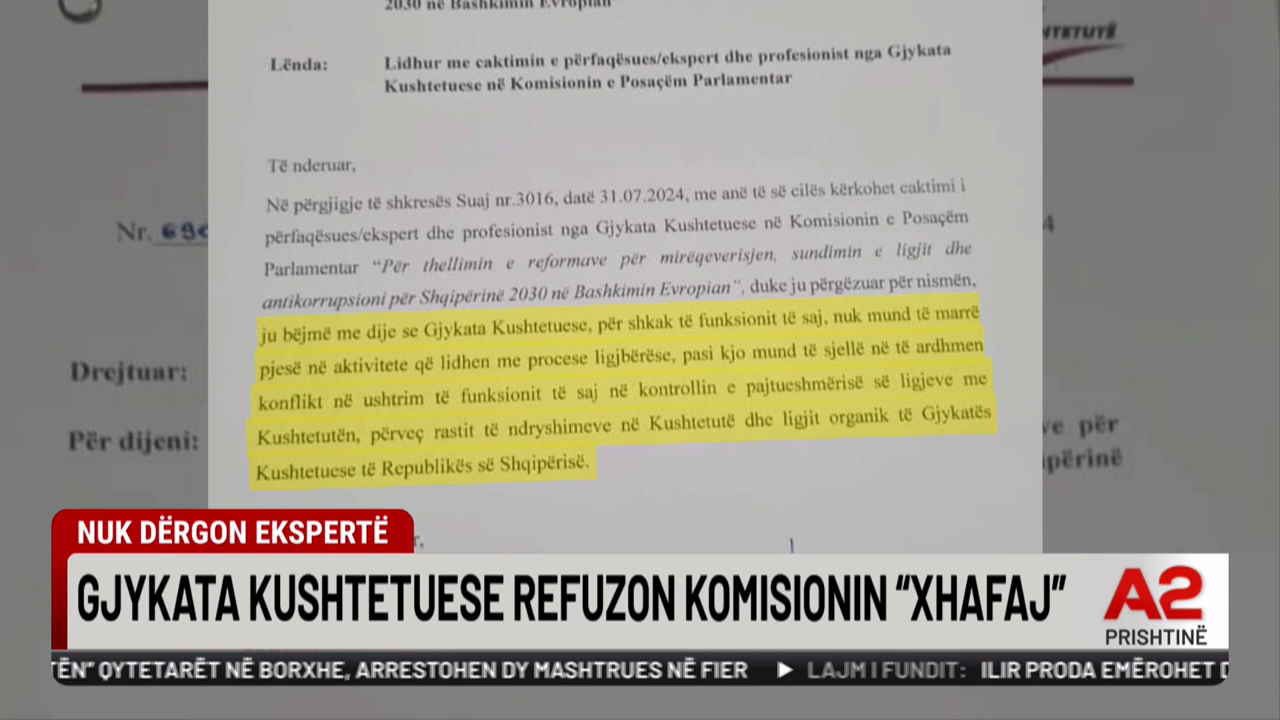 2030 në Bashkimin Evropian"
Lënda:
Lidhur me caktimin e përfaqësues/ekspert dhe profesionist nga Gjykata
Kushtetuese në Komisionin e Posaçëm Parlamentar
Të nderuar,
Në përgjigje të shkresës Suaj nr.3016, datë 31.07.2024, me anë të së cilës kërkohet caktimi i
përfaqësues/ekspert dhe profesionist nga Gjykata Kushtetuese në Komisionin e Posaçëm
Parlamentar "Për thellimin e reformave për mirëqeverisjen, sundimin e ligjit dhe
antikorrupsioni për Shqipërinë 2030 në Bashkimin Evropian", duke ju përgëzuar për nismën,
ju bëjmë me dije se Gjykata Kushtetuese, për shkak të funksionit të saj, nuk mund të marrë
pjesë në aktivitete që lidhen me procese ligjbërëse, pasi kjo mund të sjellë në të ardhmen
konflikt në ushtrim të funksionit të saj në kontrollin e pajtueshmërisë së ligjeve me
Kushtetutën, përveç rastit të ndryshimeve në Kushtetutë dhe ligjit organik të Gjykatës
Kushtetuese të Republikës së Shqipërisë.
Nr.
Drejtuar:
Për dijeni:
ve për
NUK DËRGON EKSPERTË
GJYKATA KUSHTETUESE REFUZON KOMISIONIN "XHAFAJ"
A2
PRISHTINË
TËN" QYTETARËT NË BORXHE, ARRESTOHEN DY MASHTRUES NË FIER ▶ LAJM I FUNDIT: ILIR PRODA EMËROHET